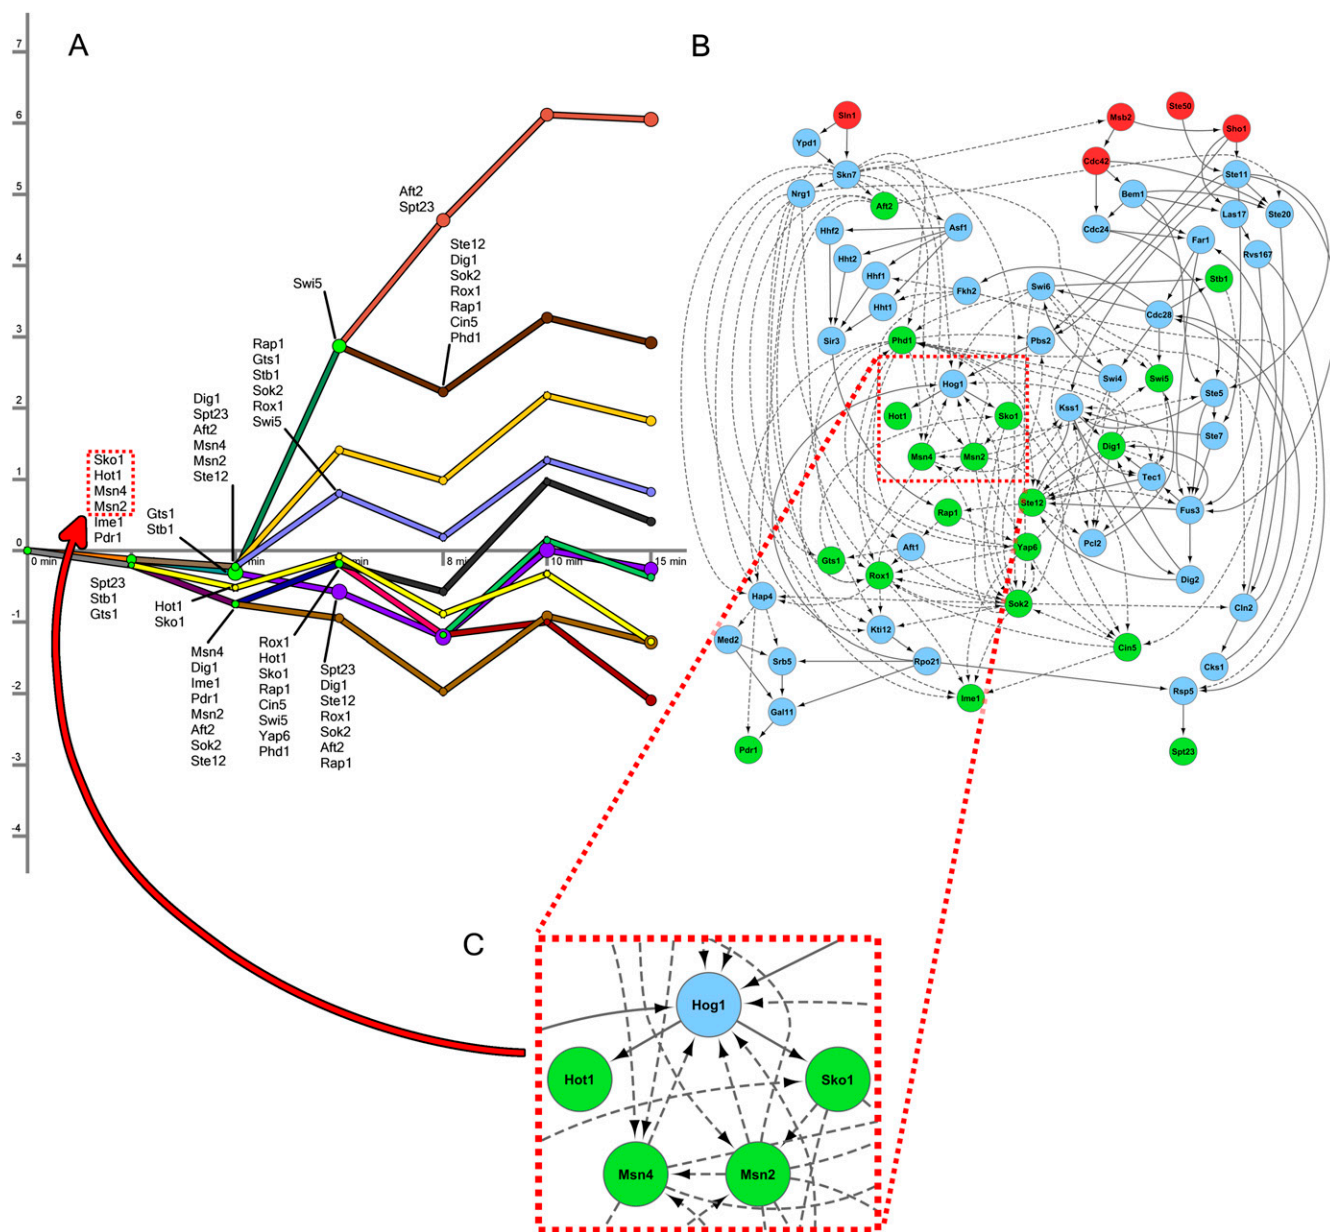 A
7
6
5
4
3
2
1
0
-1
-2
-3
-4
0 min
min
min
8 min
10 min
15 min
Aft2
Spt23
Swi5
Ste12
Dig1
Sok2
Rox1
Rap1
Cin5
Phd1
Rap1
Gts1
Stb1
Sok2
Rox1
Swi5
Dig1
Spt23
Aft2
Msn4
Msn2
Ste12
Sko1
Hot1
Msn4
Msn2
Ime1
Pdr1
Gts1
Stb1
Spt23
Stb1
Gts1
Hot1
Sko1
Msn4
Dig1
Ime1
Pdr1
Msn2
Aft2
Sok2
Ste12
Rox1
Hot1
Sko1
Rap1
Cin5
Swi5
Yap6
Phd1
Spt23
Dig1
Ste12
Rox1
Sok2
Aft2
Rap1
B
Sln1
Msb2
Ste50
Sho1
Ypd1
Cdc42
Skn7
Ste11
Nrg1
Bem1
Aft2
Las17
Ste20
Hhf2
Asf1
Cdc24
Far1
Hht2
Rvs167
Hhf1
Stb1
Fkh2
Swi6
Hht1
Cdc28
Sir3
Phd1
Pbs2
Hog1
Swi4
Swi5
Ste5
Hot1
Sko1
Kss1
Ste7
Dig1
Msn4
Msn2
Tec1
Ste12
Fus3
Rap1
Aft1
Yap6
Pcl2
Gts1
Rox1
Dig2
Hap4
Sok2
Cln2
Kti12
Med2
Cin5
Srb5
Rpo21
Cks1
Rsp5
Ime1
Gal11
Pdr1
Spt23
C
Hog1
Hot1
Sko1
Msn4
Msn2